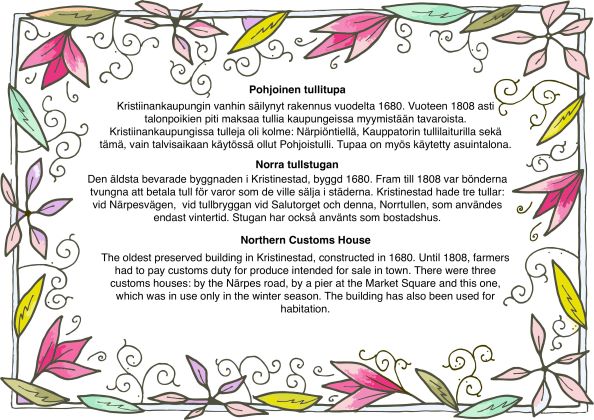 Pohjoinen tullitupa
Kristiinankaupungin vanhin säilynyt rakennus vuodelta 1680. Vuoteen 1808 asti
talonpoikien piti maksaa tullia kaupungeissa myymistään tavaroista.
Kristiinankaupungissa tulleja oli kolme: Närpiöntiellä, Kauppatorin tullilaiturilla sekä
tämä, vain talvisaikaan käytössä ollut Pohjoistulli. Tupaa on myös käytetty asuintalona.
Norra tullstugan
Den äldsta bevarade byggnaden i Kristinestad, byggd 1680. Fram till 1808 var bönderna
tvungna att betala tull för varor som de ville sälja i städerna. Kristinestad hade tre tullar:
vid Närpesvägen, vid tullbryggan vid Salutorget och denna, Norrtullen, som användes
endast vintertid. Stugan har också använts som bostadshus.
Northern Customs House
The oldest preserved building in Kristinestad, constructed in 1680. Until 1808, farmers
had to pay customs duty for produce intended for sale in town. There were three
customs houses: by the Närpes road, by a pier at the Market Square and this one,
which was in use only in the winter season. The building has also been used for
habitation.